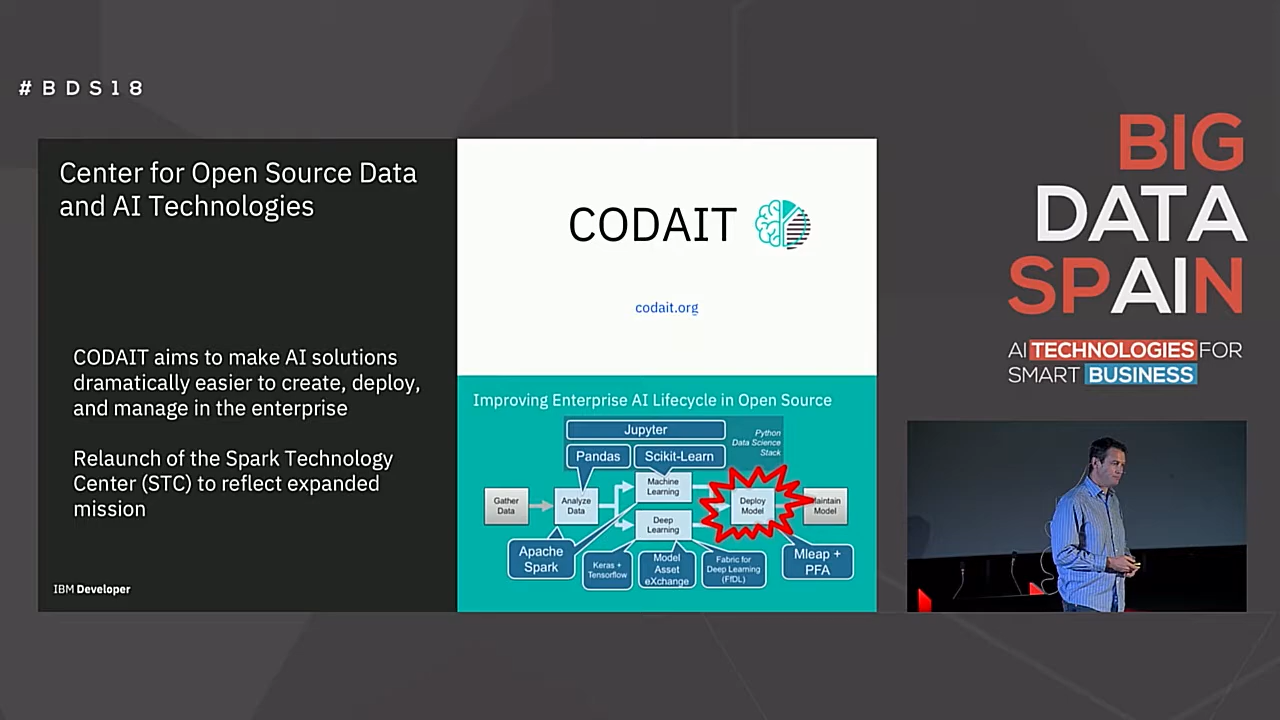 #BDS18
Center for Open Source Data
and AI Technologies
CODAIT aims to make AI solutions
dramatically easier to create, deploy,
and manage in the enterprise
Relaunch of the Spark Technology
Center (STC) to reflect expanded
mission
IBM Developer
CODAIT
codait.org
Improving Enterprise AI Lifecycle in Open Source
Jupyter
Python
Data Science
Stack
Pandas
Scikit-Learn
Gather
Data
Analyze
Data
Machine
Learning
Deep
Learning
Deploy
Model
aintain
Model
Apache
Spark
Keras +
Tensorflow
Model
Asset
eXchange
Fabric for
Deep Learning
(FfDL)
Mleap +
PFA
BIG
DATA
SPAIN
AI TECHNOLOGIES FOR
SMART BUSINESS